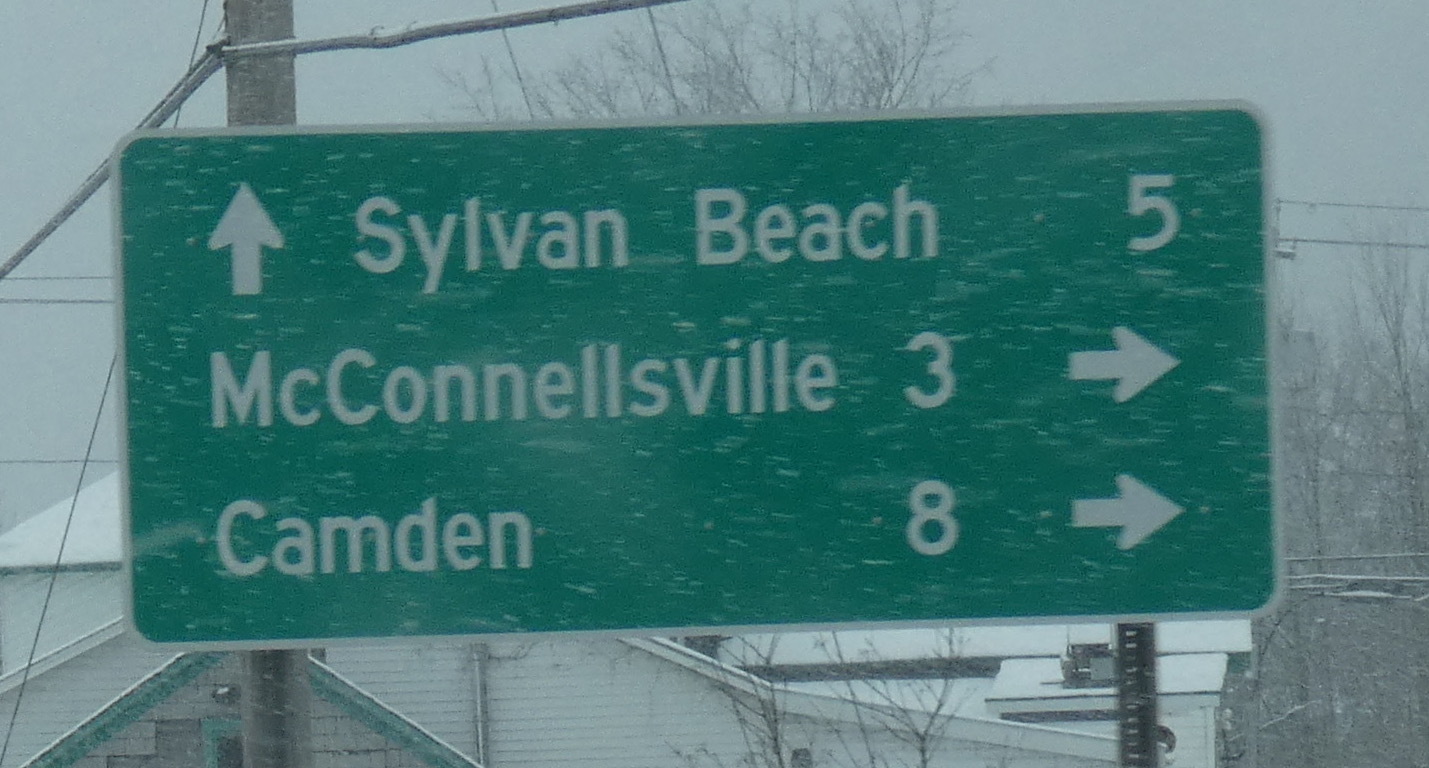 ↑ Sylvan Beach 5
McConnellsville 3 →
Camden 8 →